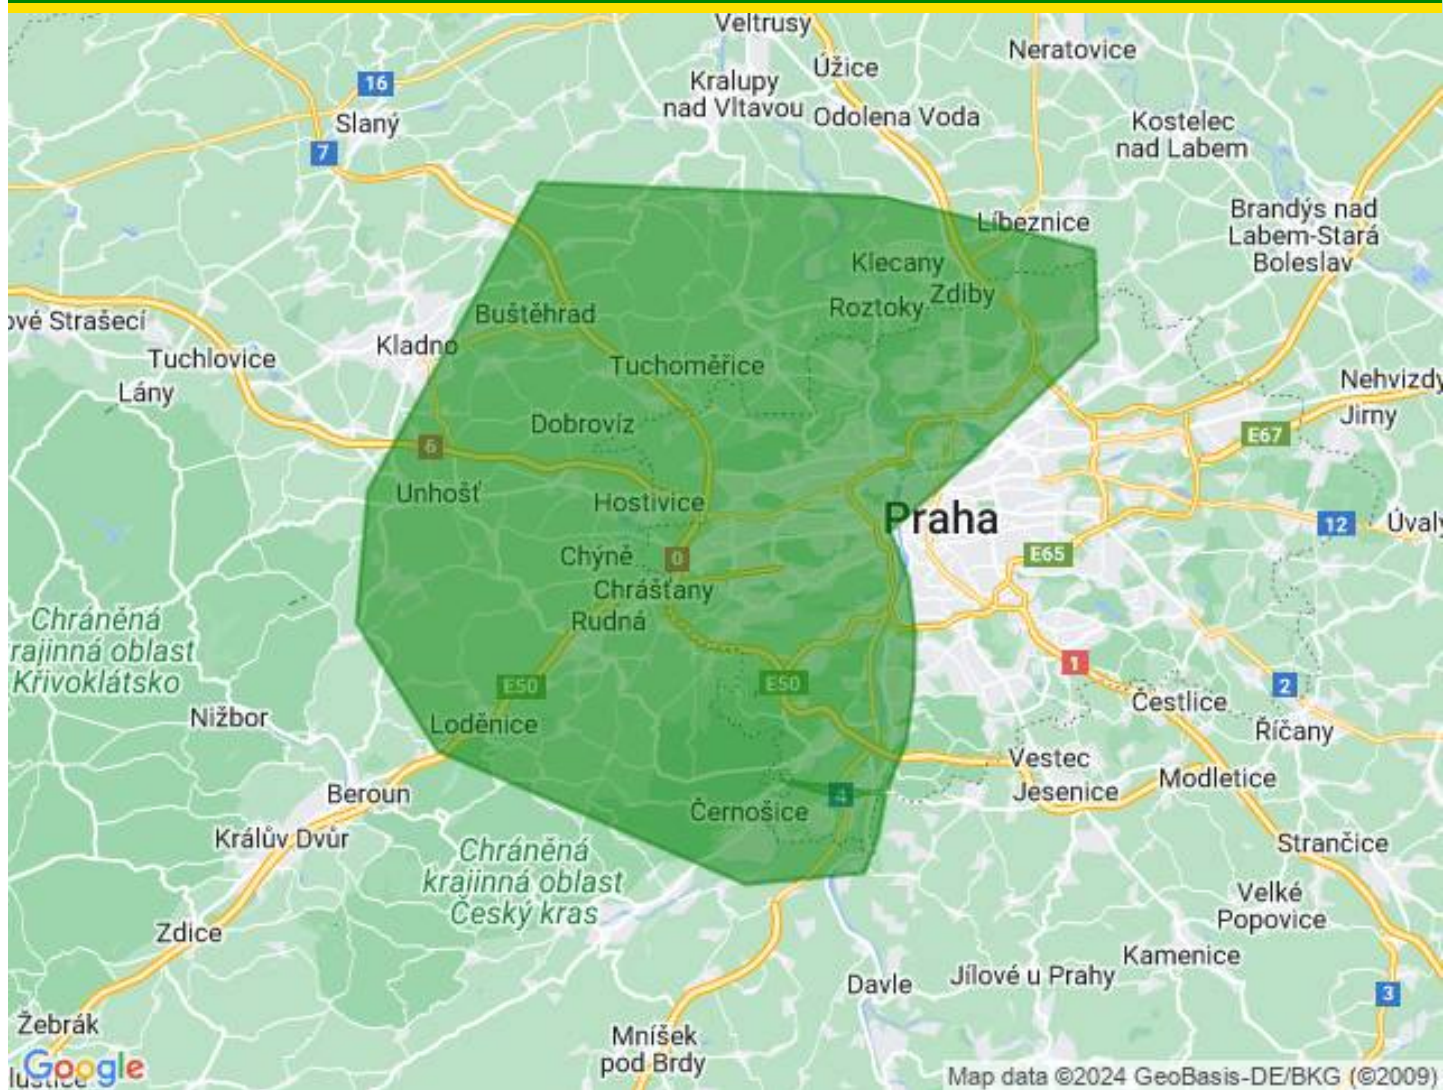 Veltrusy
Neratovice
Úžice
16
Kralupy
nad Vltavou
Odolena Voda
Slaný
Kostelec
nad Labem
7
Brandýs nad
Labem-Stará
Boleslav
Líbeznice
Klecany
Zdiby
Roztoky
Buštěhrad
ové Strašecí
Kladno
Tuchlovice
Tuchoměřice
Lány
Nehvizdy
Jirny
Dobrovíz
E67
6
Unhošť
Hostivice
Praha
12
Úvaly
Chýně
0
E65
Chrášťany
Rudná
Chráněná
krajinná oblast
Křivoklátsko
1
E50
E50
2
Nižbor
Loděnice
Čestlice
Říčany
Vestec
Beroun
Jesenice
Modletice
4
Černošice
Králův Dvůr
Strančice
Chráněná
krajinná oblast
Český kras
Velké
Popovice
Zdice
Kamenice
Davle
Jílové u Prahy
3
Žebrák
Mníšek
pod Brdy
Google
Map data ©2024 GeoBasis-DE/BKG (©2009)